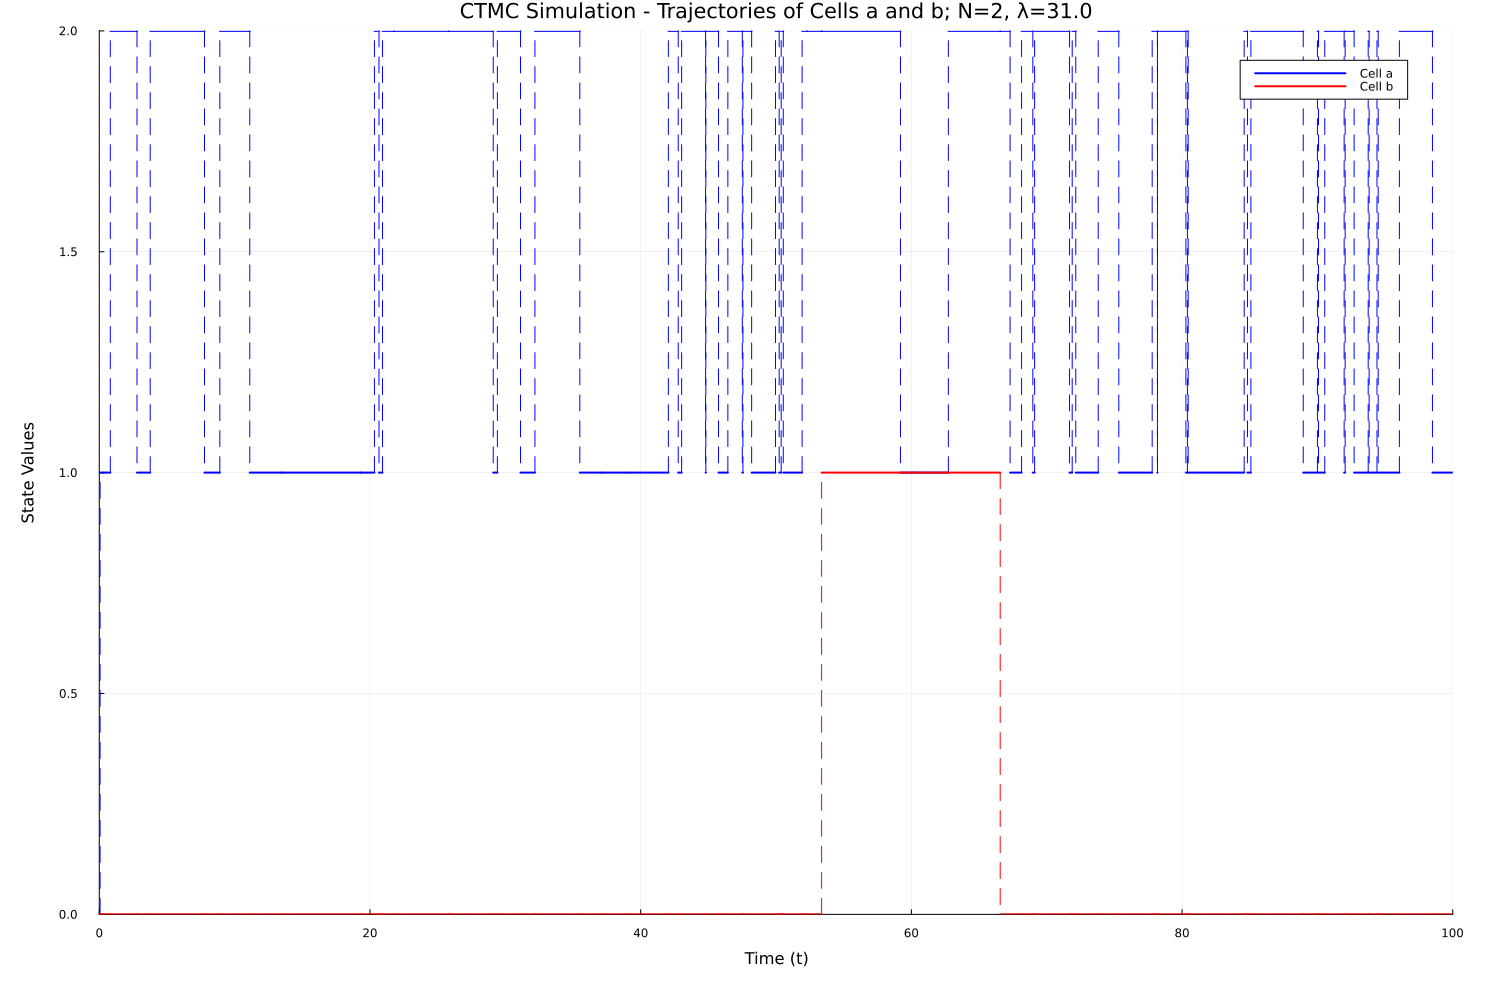 CTMC Simulation - Trajectories of Cells a and b; N=2, λ=31.0
2.0
Cell a
Cell b
1.5
1.0
State Values
0.5
0.0
0 20 40 60 80 100
Time (t)